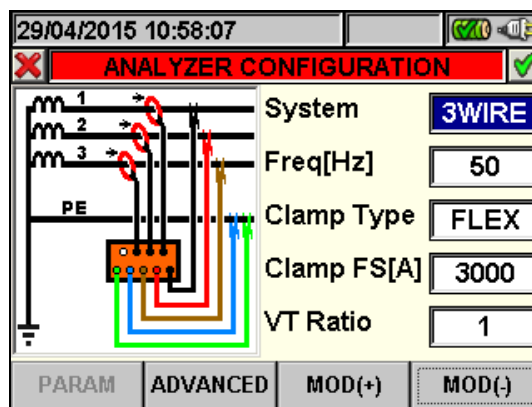 29/04/2015 10:58:07
ANALYZER CONFIGURATION
1
2
3
PE
System 3WIRE
Freq[Hz] 50
Clamp Type FLEX
Clamp FS[A] 3000
VT Ratio 1
PARAM ADVANCED MOD(+) MOD(-)